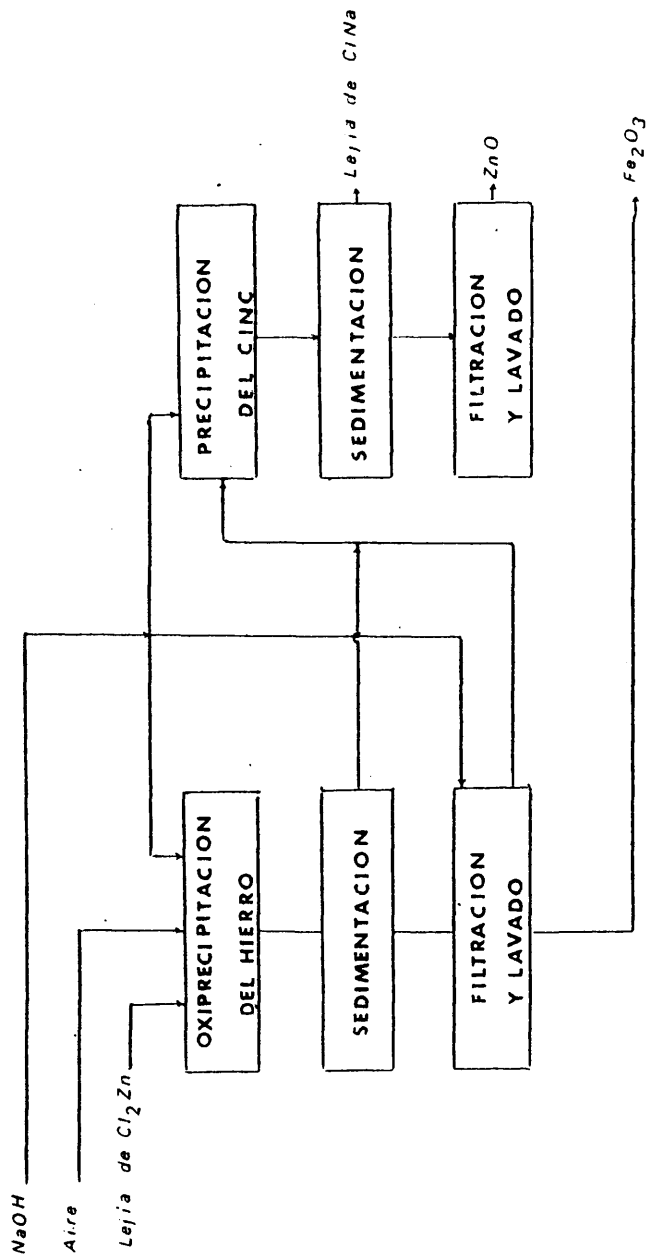 NaOH
Aire
Lejia de Cl2Zn
OXIPRECIPITACION
DEL HIERRO
SEDIMENTACION
FILTRACION
Y LAVADO
PRECIPITACION
DEL CINC
SEDIMENTACION
FILTRACION
Y LAVADO
Lejia de ClNa
ZnO
Fe2O3